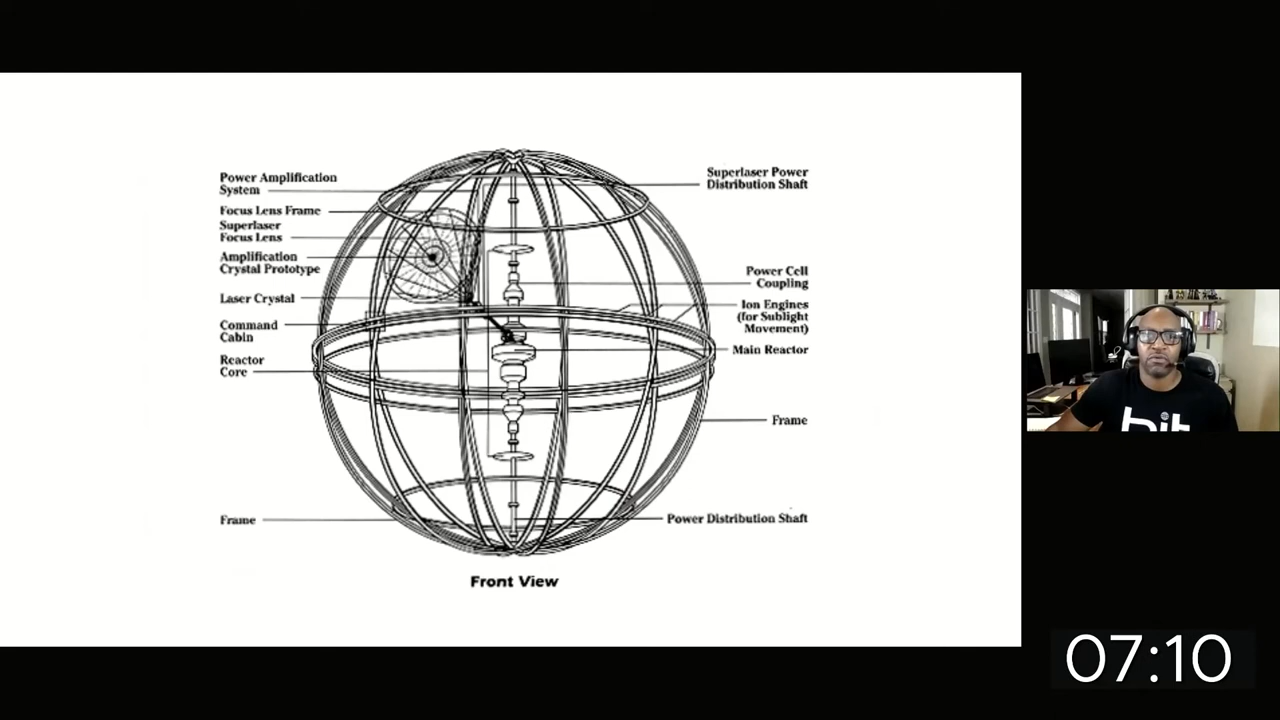 Power Amplification
System
Focus Lens Frame
Superlaser
Focus Lens
Amplification
Crystal Prototype
Laser Crystal
Command
Cabin
Reactor
Core
Frame
Superlaser Power
Distribution Shaft
Power Cell
Coupling
Ion Engines
(for Sublight
Movement)
Main Reactor
Frame
Power Distribution Shaft
Front View
hit
07:10